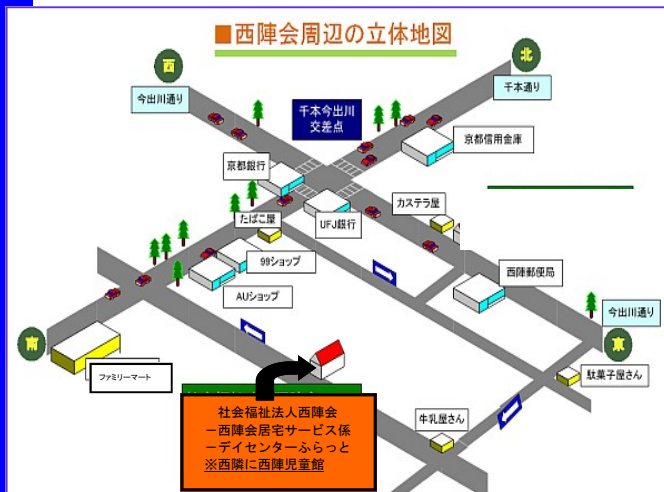 ■西陣会周辺の立体地図
西
北
今出川通り
千本通り
千本今出川
交差点
京都信用金庫
京都銀行
カステラ屋
たばこ屋
UFJ銀行
99ショップ
西陣郵便局
AUショップ
今出川通り
南
東
ファミリーマート
駄菓子屋さん
社会福祉法人西陣会
－西陣会居宅サービス係
－デイセンターふらっと
※西隣に西陣児童館
牛乳屋さん